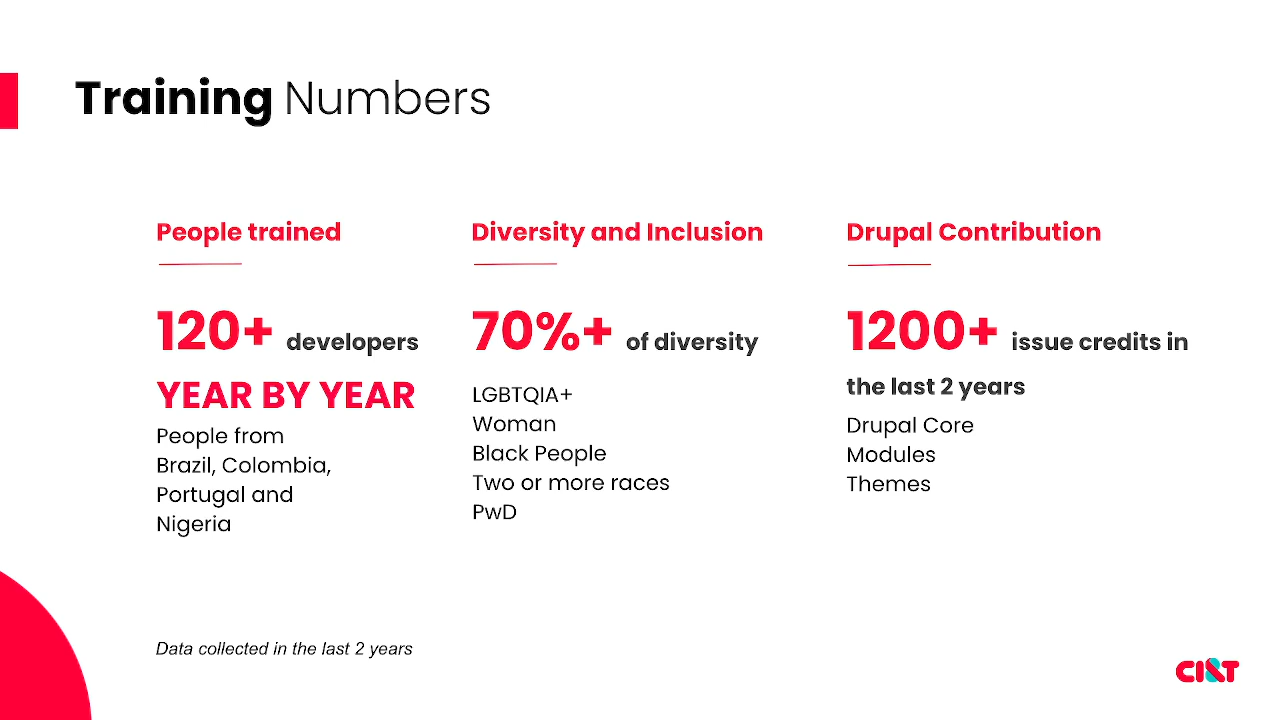 Training Numbers
People trained
120+ developers
YEAR BY YEAR
People from
Brazil, Colombia,
Portugal and
Nigeria
Diversity and Inclusion
70%+ of diversity
LGBTQIA+
Woman
Black People
Two or more races
PwD
Drupal Contribution
1200+ issue credits in
the last 2 years
Drupal Core
Modules
Themes
Data collected in the last 2 years
CI&T